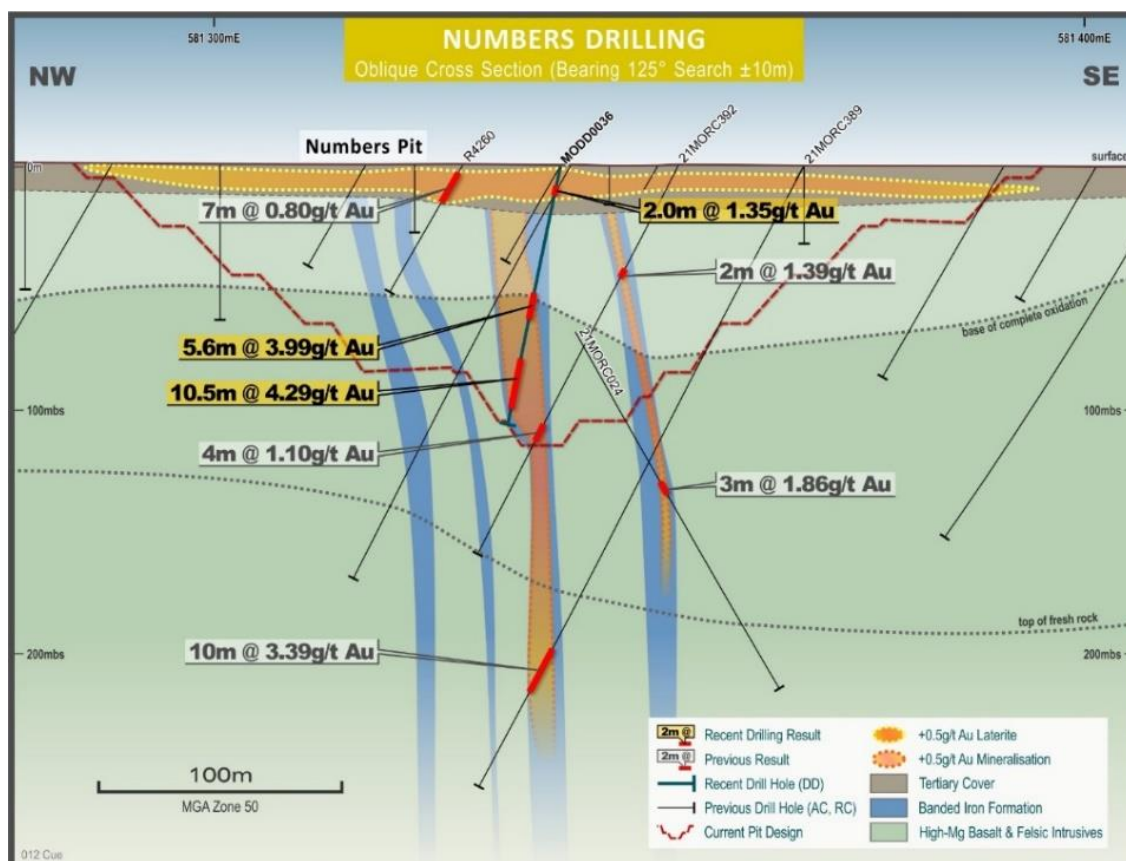 581 300mE
NUMBERS DRILLING
581 400mE
Oblique Cross Section (Bearing 125° Search ±10m)
NW
SE
Numbers Pit
R4260
MODD0036
21MORC392
21MORC389
0m
surface
7m @ 0.80g/t Au
2.0m @ 1.35g/t Au
2m @ 1.39g/t Au
base of complete oxidation
5.6m @ 3.99g/t Au
21MORC024
10.5m @ 4.29g/t Au
100mbs
100mbs
4m @ 1.10g/t Au
3m @ 1.86g/t Au
top of fresh rock
200mbs
200mbs
10m @ 3.39g/t Au
100m
MGA Zone 50
2m @
Recent Drilling Result
2m @
Previous Result
Recent Drill Hole (DD)
Previous Drill Hole (AC, RC)
Current Pit Design
+0.5g/t Au Laterite
+0.5g/t Au Mineralisation
Tertiary Cover
Banded Iron Formation
High-Mg Basalt & Felsic Intrusives
012 Cue